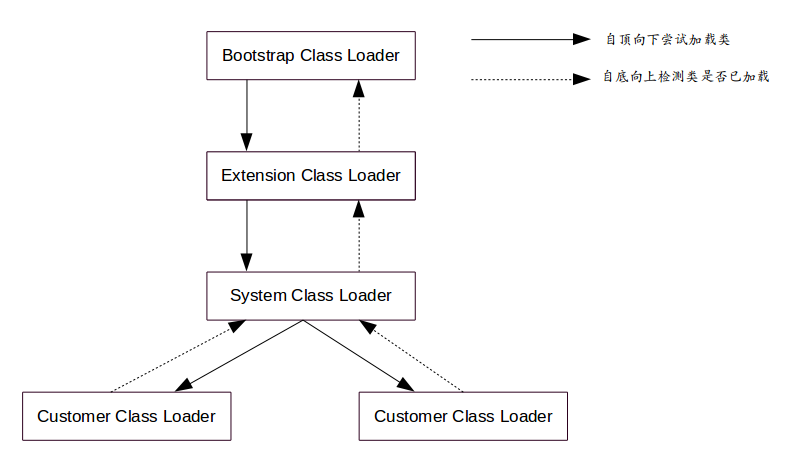 Bootstrap Class Loader
自顶向下尝试加载类
自底向上检测类是否已加载
Extension Class Loader
System Class Loader
Customer Class Loader
Customer Class Loader